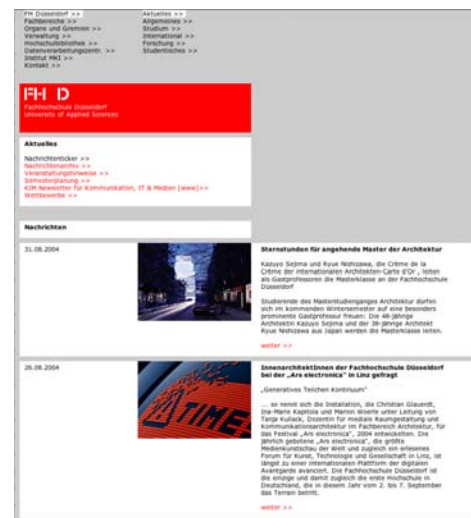 FH Düsseldorf >>
Fachbereiche >>
Organe und Gremien >>
Verwaltung >>
Hochschulbibliothek >>
Datenverarbeitungszentr. >>
Institut MKI >>
Kontakt >>
Aktuelles >>
Allgemeines >>
Studium >>
International >>
Forschung >>
Studentisches >>
FH D
Fachhochschule Düsseldorf
University of Applied Sciences
Aktuelles
Nachrichtenticker >>
Nachrichtenarchiv >>
Veranstaltungshinweise >>
Semesterplanung >>
KIM Newsletter für Kommunikation, IT & Medien [www]>>
Wettbewerbe >>
Nachrichten
31.08.2004
Sternstunden für angehende Master der Architektur
Kazuyo Sejima und Ryue Nishizawa, die Crème de la
Crème der internationalen Architekten-Carte d'Or , leiten
als Gastprofessoren die Masterklasse an der Fachhochschule
Düsseldorf
Studierende des Masterstudienganges Architektur dürfen
sich im kommenden Wintersemester auf eine besonders
prominente Gastprofessur freuen: Die 48-jährige
Architektin Kazuyo Sejima und der 38-jährige Architekt
Ryue Nishizawa aus Japan werden die Masterklasse leiten.
weiter >>
26.08.2004
TIME
InnenarchitektInnen der Fachhochschule Düsseldorf
bei der „Ars electronica" in Linz gefragt
„Generatives Teilchen Kontinuum"
... so nennt sich die Installation, die Christian Glauerdt,
Ina-Marie Kapitola und Marion Woerle unter Leitung von
Tanja Kullack, Dozentin für mediale Raumgestaltung und
Kommunikationsarchitektur im Fachbereich Architektur, für
das Festival „Ars electronica", 2004 entwickelten. Die
jährlich gebotene „Ars electronica", die größte
Medienkunstschau der Welt und zugleich ein erlesenes
Forum für Kunst, Technologie und Gesellschaft in Linz, ist
längst zu einer internationalen Plattform der digitalen
Avantgarde avanciert. Die Fachhochschule Düsseldorf ist
die einzige und damit zugleich die erste Hochschule in
Deutschland, die in diesem Jahr vom 2. bis 7. September
das Terrain betritt.
weiter >>